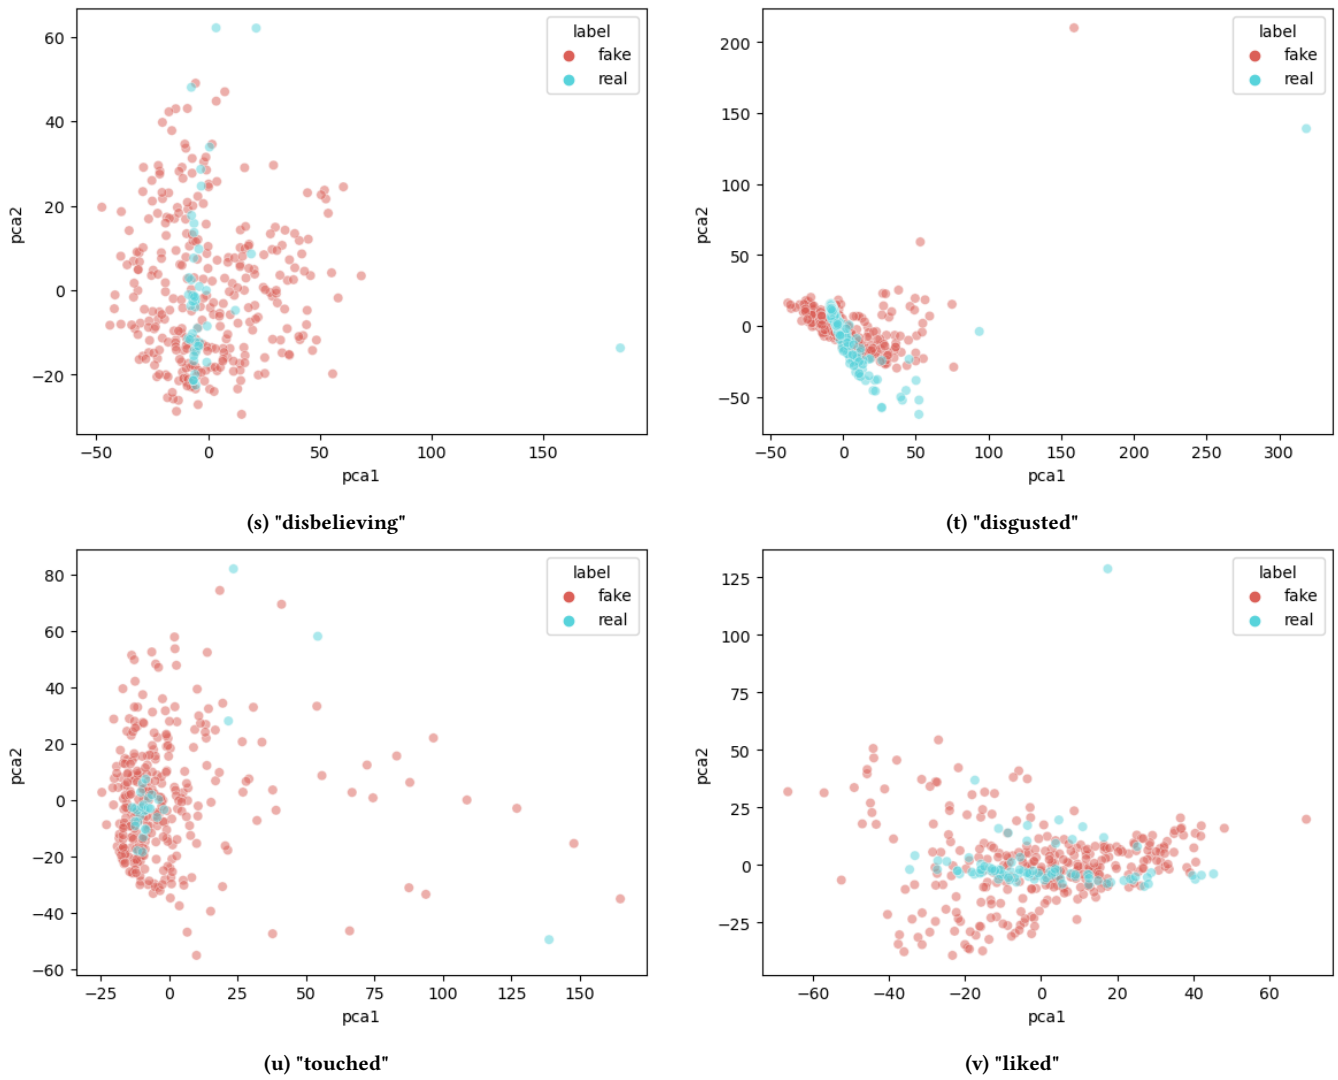 60
40
20
0
−20
pca2
−50
0
50
100
150
pca1
label
fake
real
(s) "disbelieving"
200
150
100
50
0
−50
pca2
−50
0
50
100
150
200
250
300
pca1
label
fake
real
(t) "disgusted"
80
60
40
20
0
−20
−40
−60
pca2
−25
0
25
50
75
100
125
150
pca1
label
fake
real
(u) "touched"
125
100
75
50
25
0
−25
pca2
−60
−40
−20
0
20
40
60
pca1
label
fake
real
(v) "liked"